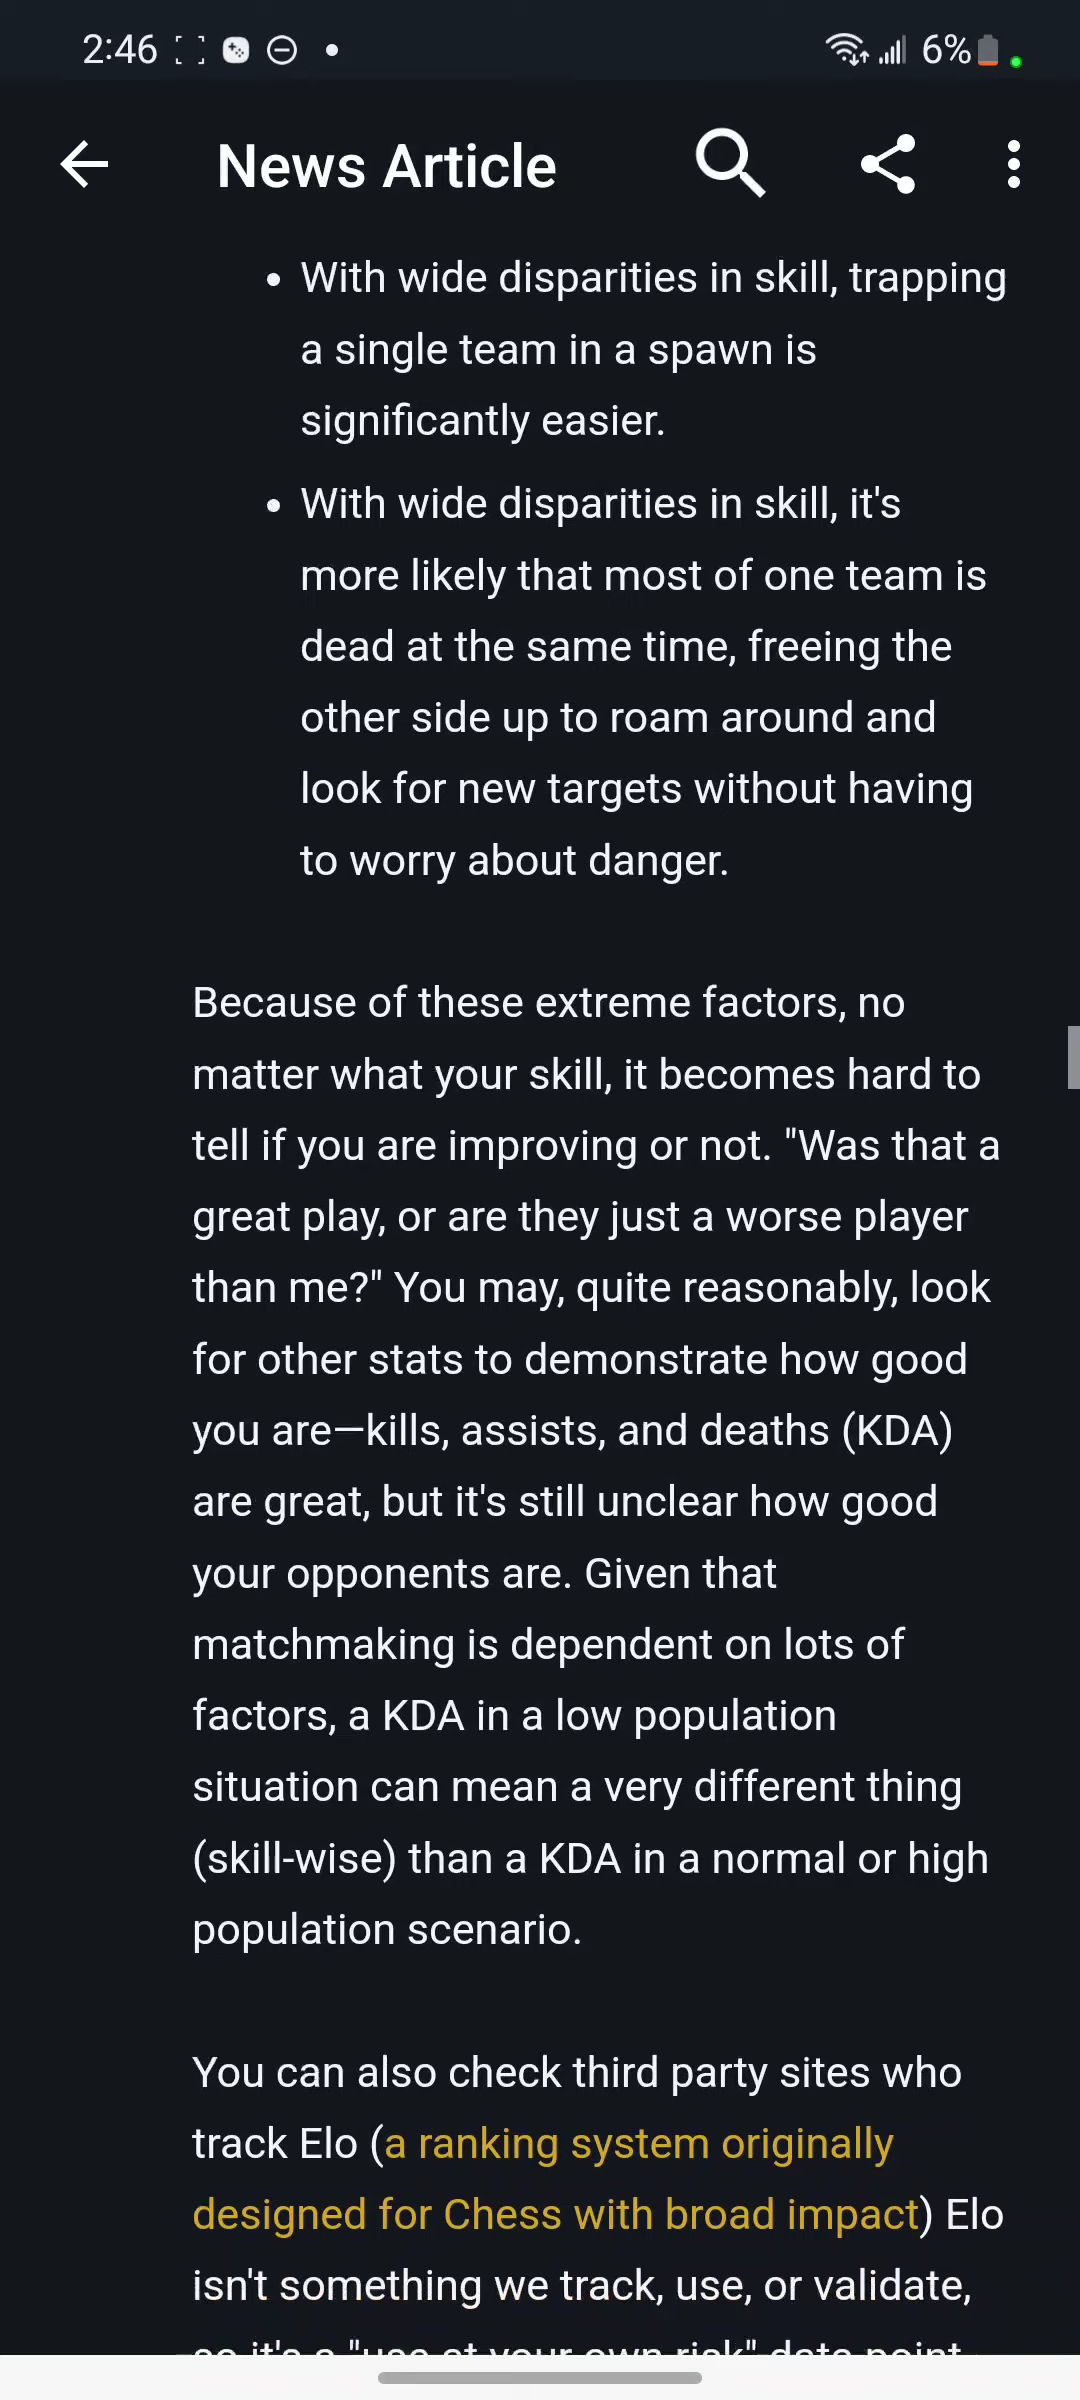 2:46
6%
News Article
• With wide disparities in skill, trapping
a single team in a spawn is
significantly easier.
• With wide disparities in skill, it's
more likely that most of one team is
dead at the same time, freeing the
other side up to roam around and
look for new targets without having
to worry about danger.
Because of these extreme factors, no
matter what your skill, it becomes hard to
tell if you are improving or not. "Was that a
great play, or are they just a worse player
than me?" You may, quite reasonably, look
for other stats to demonstrate how good
you are—kills, assists, and deaths (KDA)
are great, but it's still unclear how good
your opponents are. Given that
matchmaking is dependent on lots of
factors, a KDA in a low population
situation can mean a very different thing
(skill-wise) than a KDA in a normal or high
population scenario.
You can also check third party sites who
track Elo (a ranking system originally
designed for Chess with broad impact) Elo
isn't something we track, use, or validate,
so it's a "use at your own risk" data point